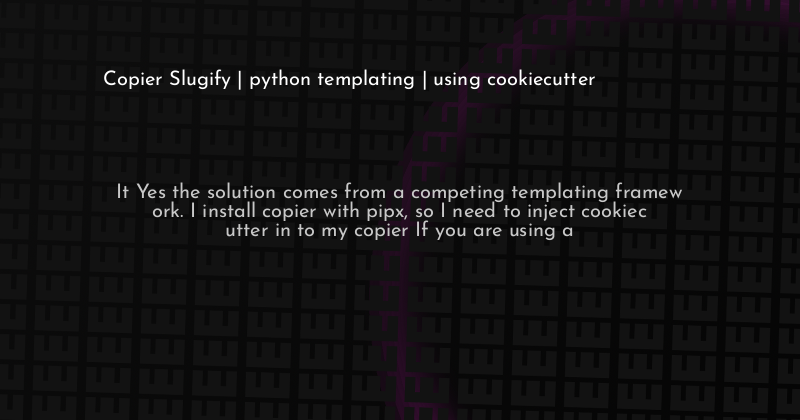 Copier Slugify | python templating | using cookiecutter
It Yes the solution comes from a competing templating framew
ork. I install copier with pipx, so I need to inject cookiec
utter in to my copier If you are using a